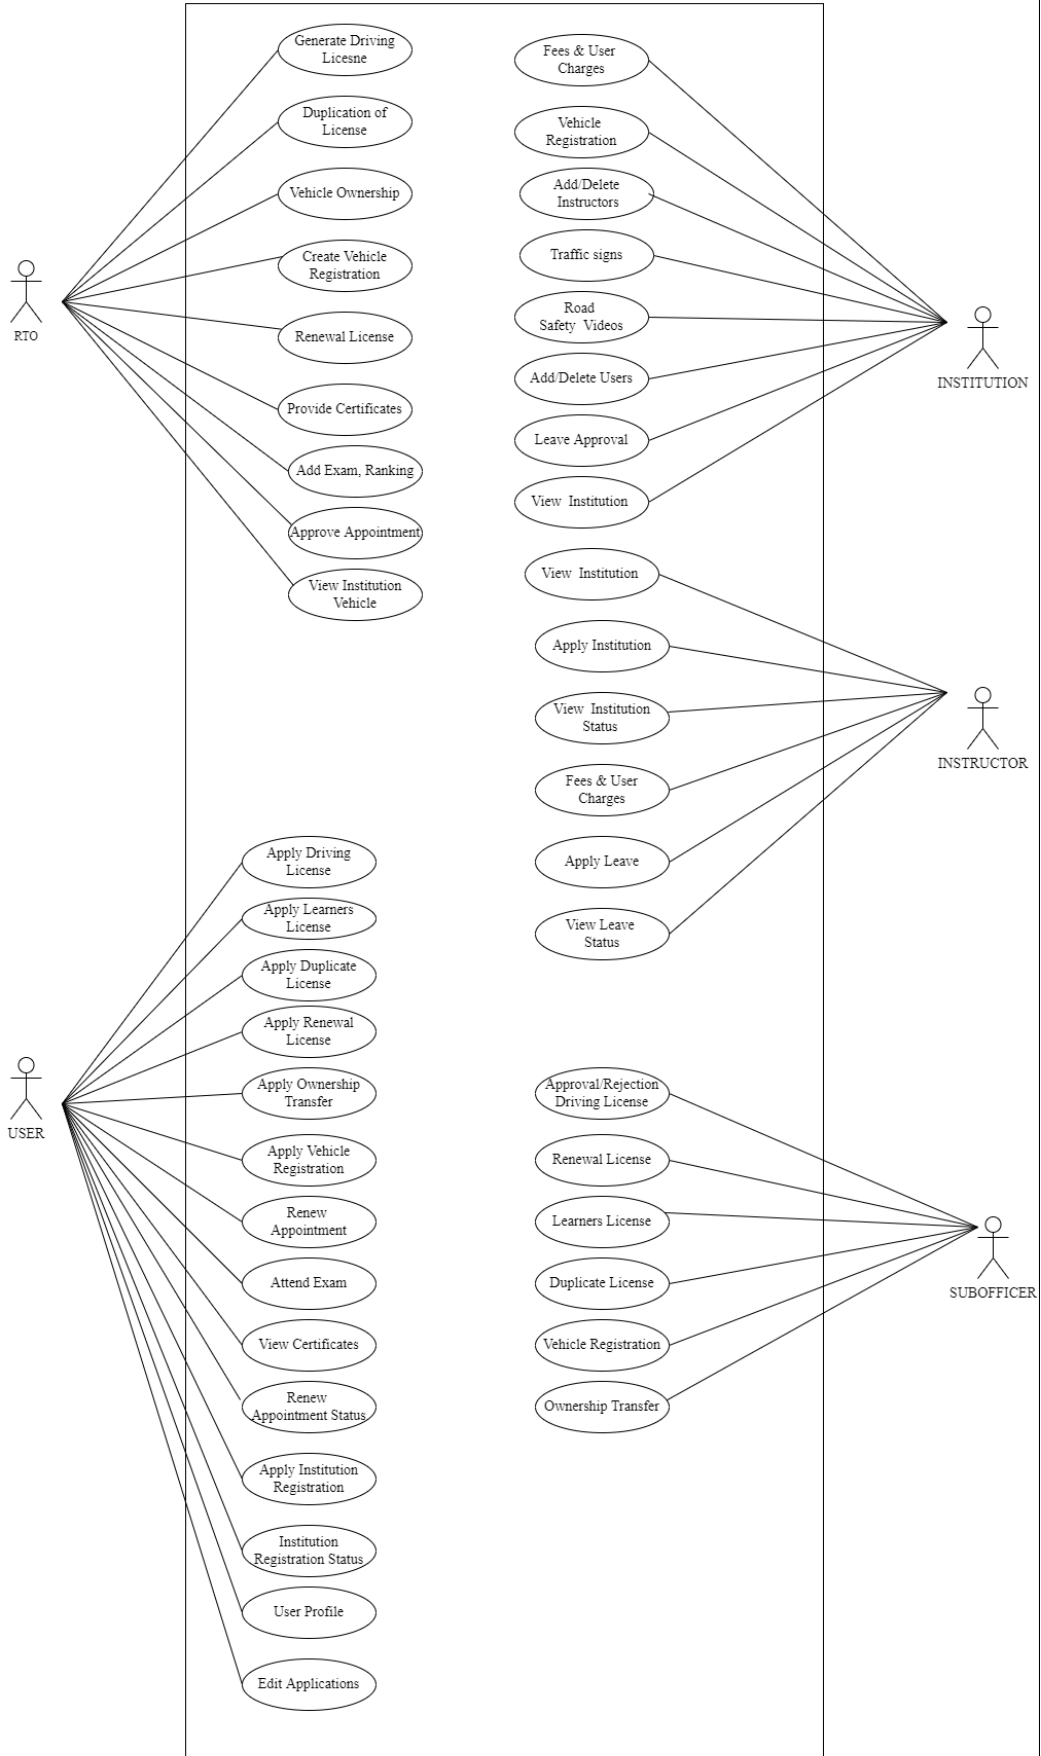 Generate Driving
Licesne
Duplication of
License
Vehicle Ownership
Create Vehicle
Registration
Renewal License
Provide Certificates
Add Exam, Ranking
Approve Appointment
View Institution
Vehicle
RTO
Fees & User
Charges
Vehicle
Registration
Add/Delete
Instructors
Traffic signs
Road
Safety  Videos
Add/Delete Users
Leave Approval
View  Institution
INSTITUTION
View  Institution
Apply Institution
View  Institution
Status
Fees & User
Charges
Apply Leave
View Leave
Status
INSTRUCTOR
Apply Driving
License
Apply Learners
License
Apply Duplicate
License
Apply Renewal
License
Apply Ownership
Transfer
Apply Vehicle
Registration
Renew
Appointment
Attend Exam
View Certificates
Renew
Appointment Status
Apply Institution
Registration
Institution
Registration Status
User Profile
Edit Applications
USER
Approval/Rejection
Driving License
Renewal License
Learners License
Duplicate License
Vehicle Registration
Ownership Transfer
SUBOFFICER